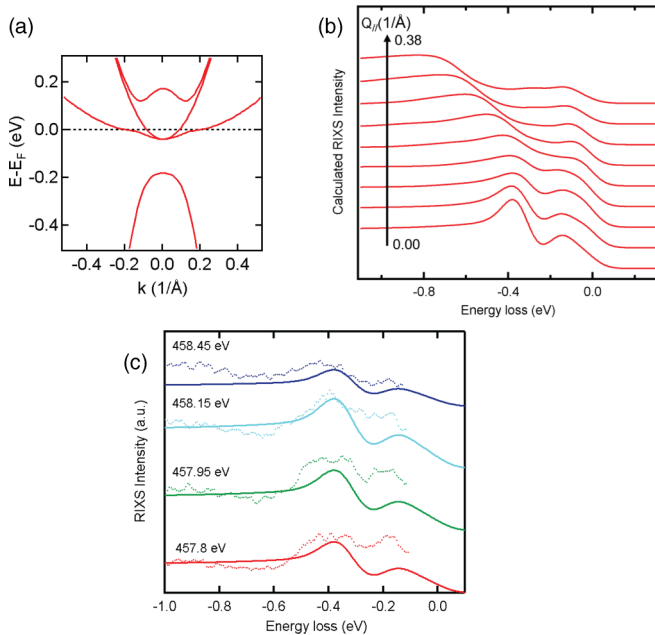 (a)
E-E_F (eV)
0.2
0.0
-0.2
-0.4
-0.4 -0.2 0.0 0.2 0.4
k (1/Å)
(b)
Q_//(1/Å)
0.38
0.00
Calculated RIXS Intensity
-0.8 -0.4 0.0
Energy loss (eV)
(c)
RIXS Intensity (a.u.)
458.45 eV
458.15 eV
457.95 eV
457.8 eV
-1.0 -0.8 -0.6 -0.4 -0.2 0.0
Energy loss (eV)